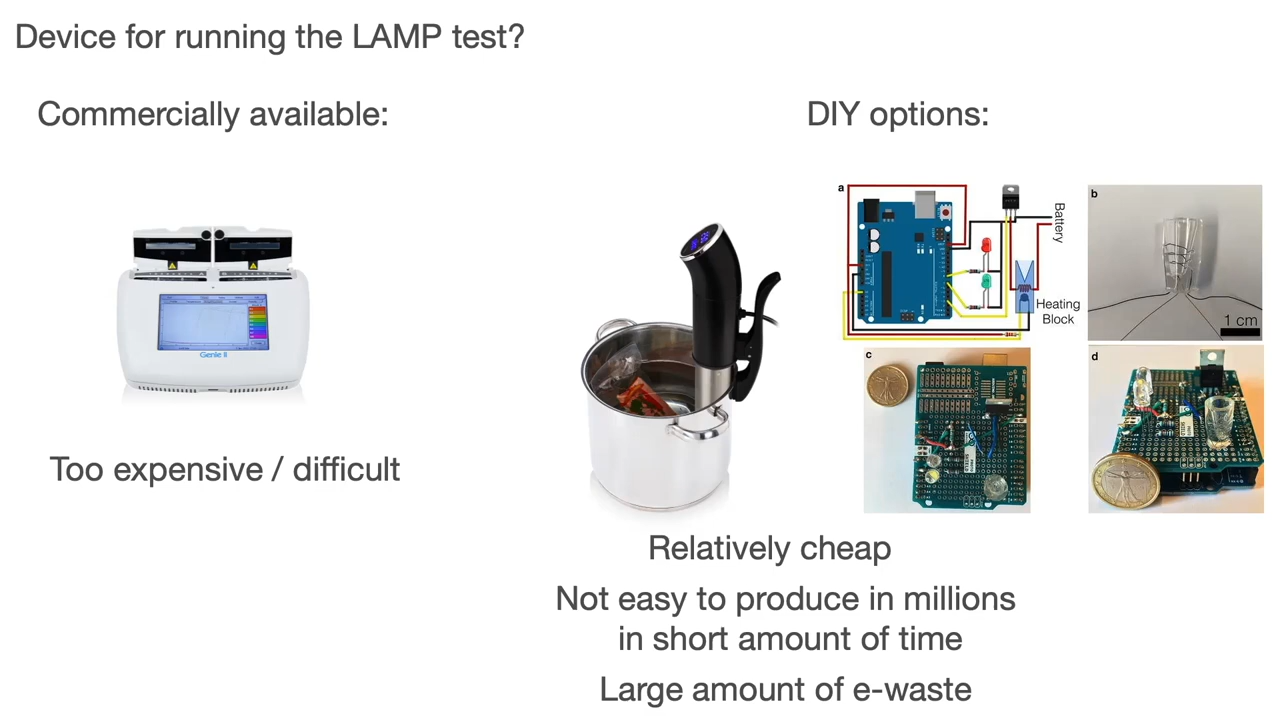 Device for running the LAMP test?
Commercially available:
DIY options:
Genie II
a
Battery
Heating
Block
b
1 cm
c
d
Too expensive / difficult
Relatively cheap
Not easy to produce in millions
in short amount of time
Large amount of e-waste